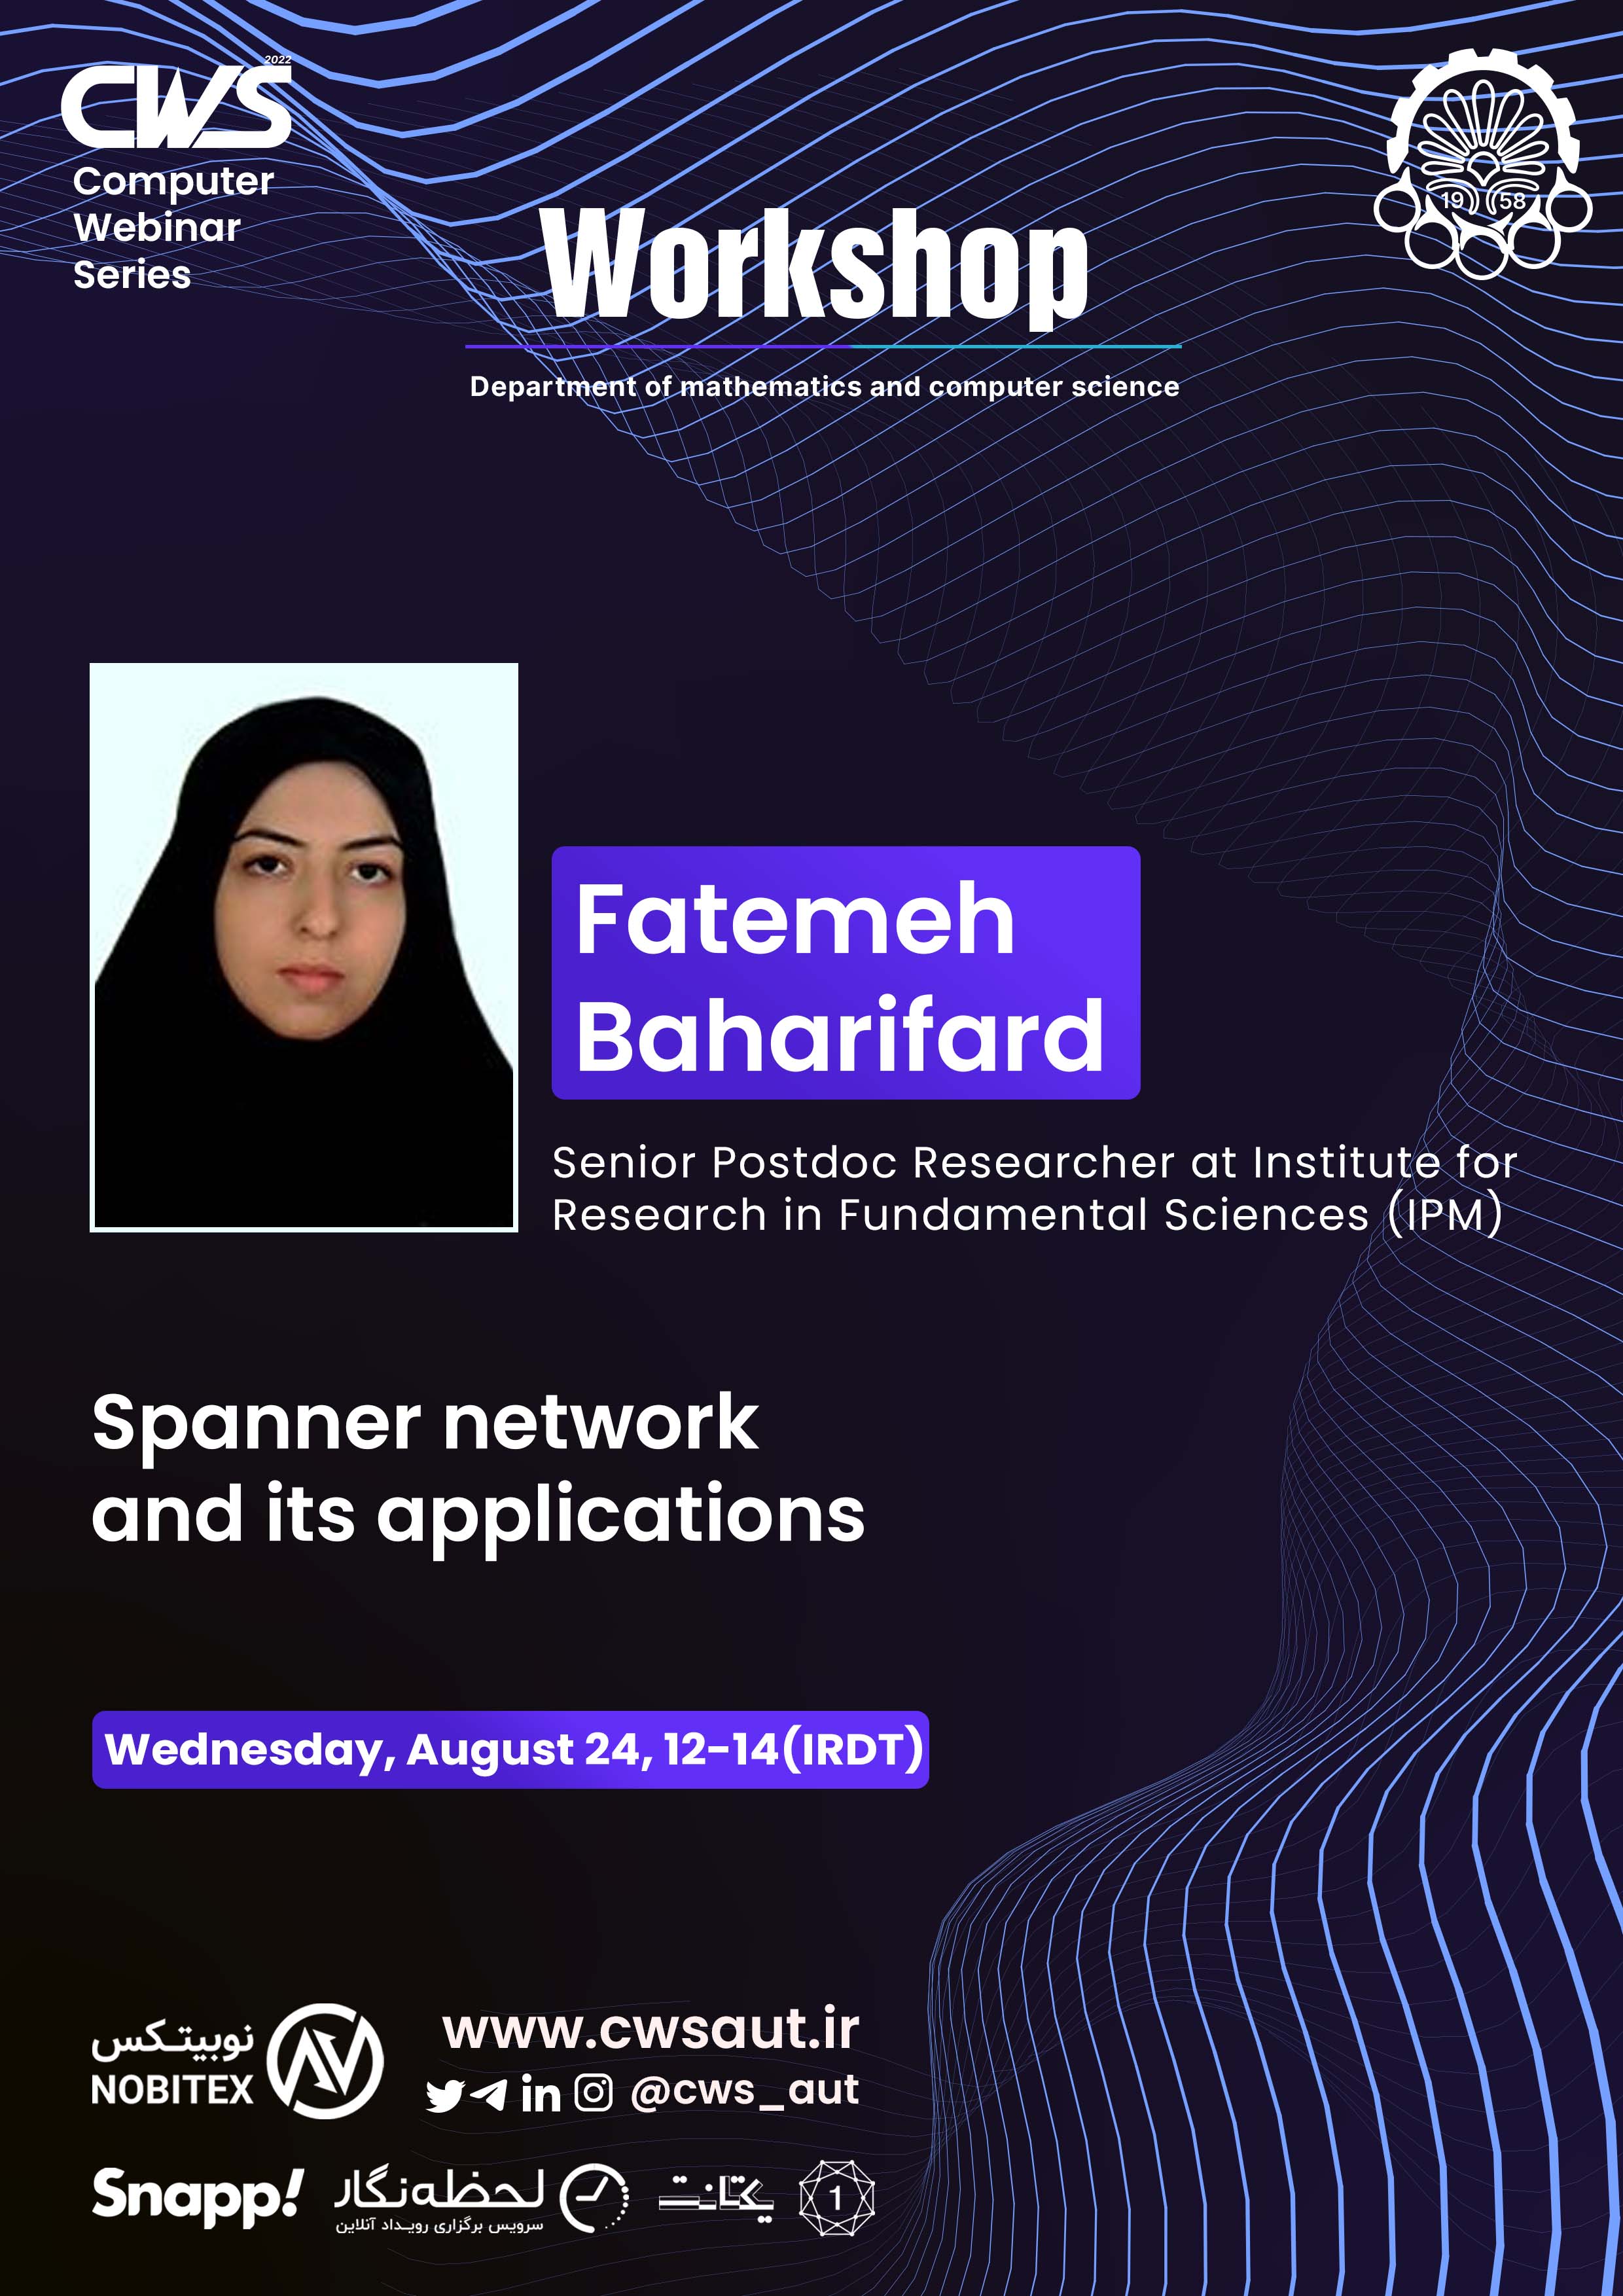 2022
CWS
Computer
Webinar
Series
19 58
Workshop
Department of mathematics and computer science
Fatemeh
Baharifard
Senior Postdoc Researcher at Institute for
Research in Fundamental Sciences (IPM)
Spanner network
and its applications
Wednesday, August 24, 12-14(IRDT)
نوبیتکس
NOBITEX
www.cwsaut.ir
in @cws_aut
Snapp!
لحظه‌نگار
سرویس برگزاری رویداد آنلاین
یکتانت
1